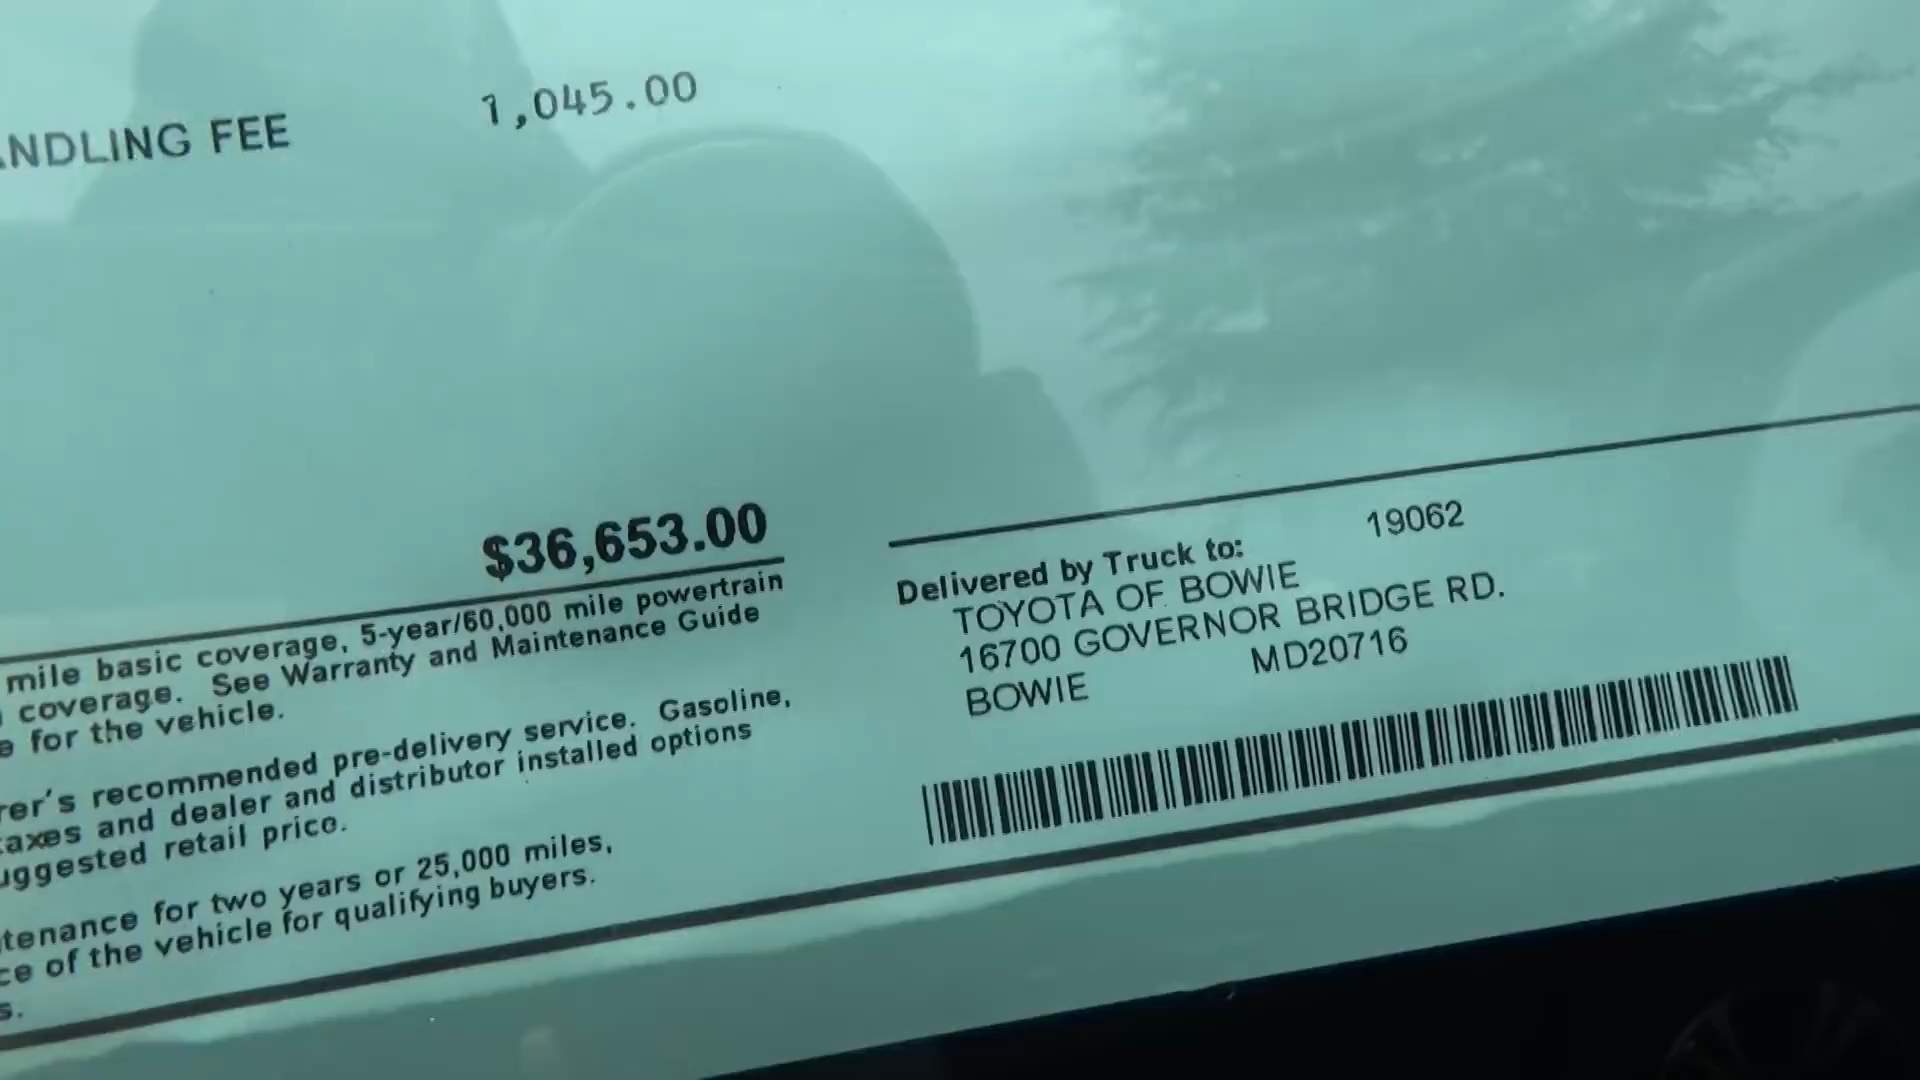 ANDLING FEE 1,045.00
$36,653.00
mile basic coverage, 5-year/60,000 mile powertrain
coverage. See Warranty and Maintenance Guide
e for the vehicle.
rer's recommended pre-delivery service. Gasoline,
taxes and dealer and distributor installed options
uggested retail price.
tenance for two years or 25,000 miles,
ce of the vehicle for qualifying buyers.
s.
19062
Delivered by Truck to:
TOYOTA OF BOWIE
16700 GOVERNOR BRIDGE RD.
BOWIE MD20716